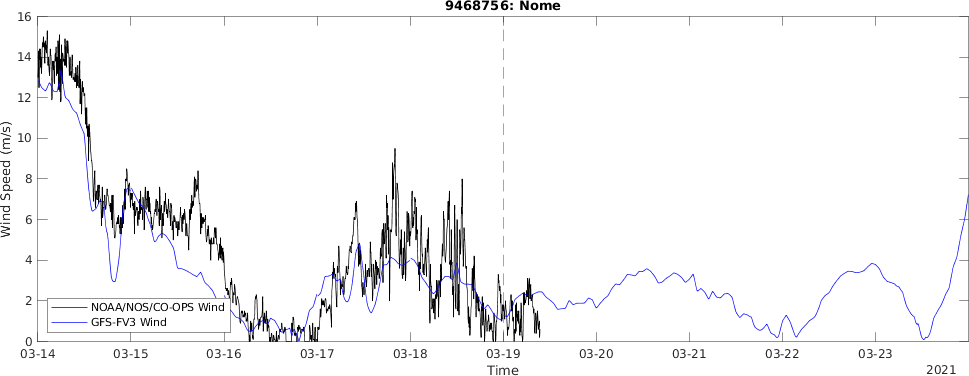 9468756: Nome
16
14
12
10
8
6
4
2
0
Wind Speed (m/s)
NOAA/NOS/CO-OPS Wind
GFS-FV3 Wind
03-14 03-15 03-16 03-17 03-18 03-19 03-20 03-21 03-22 03-23
Time
2021